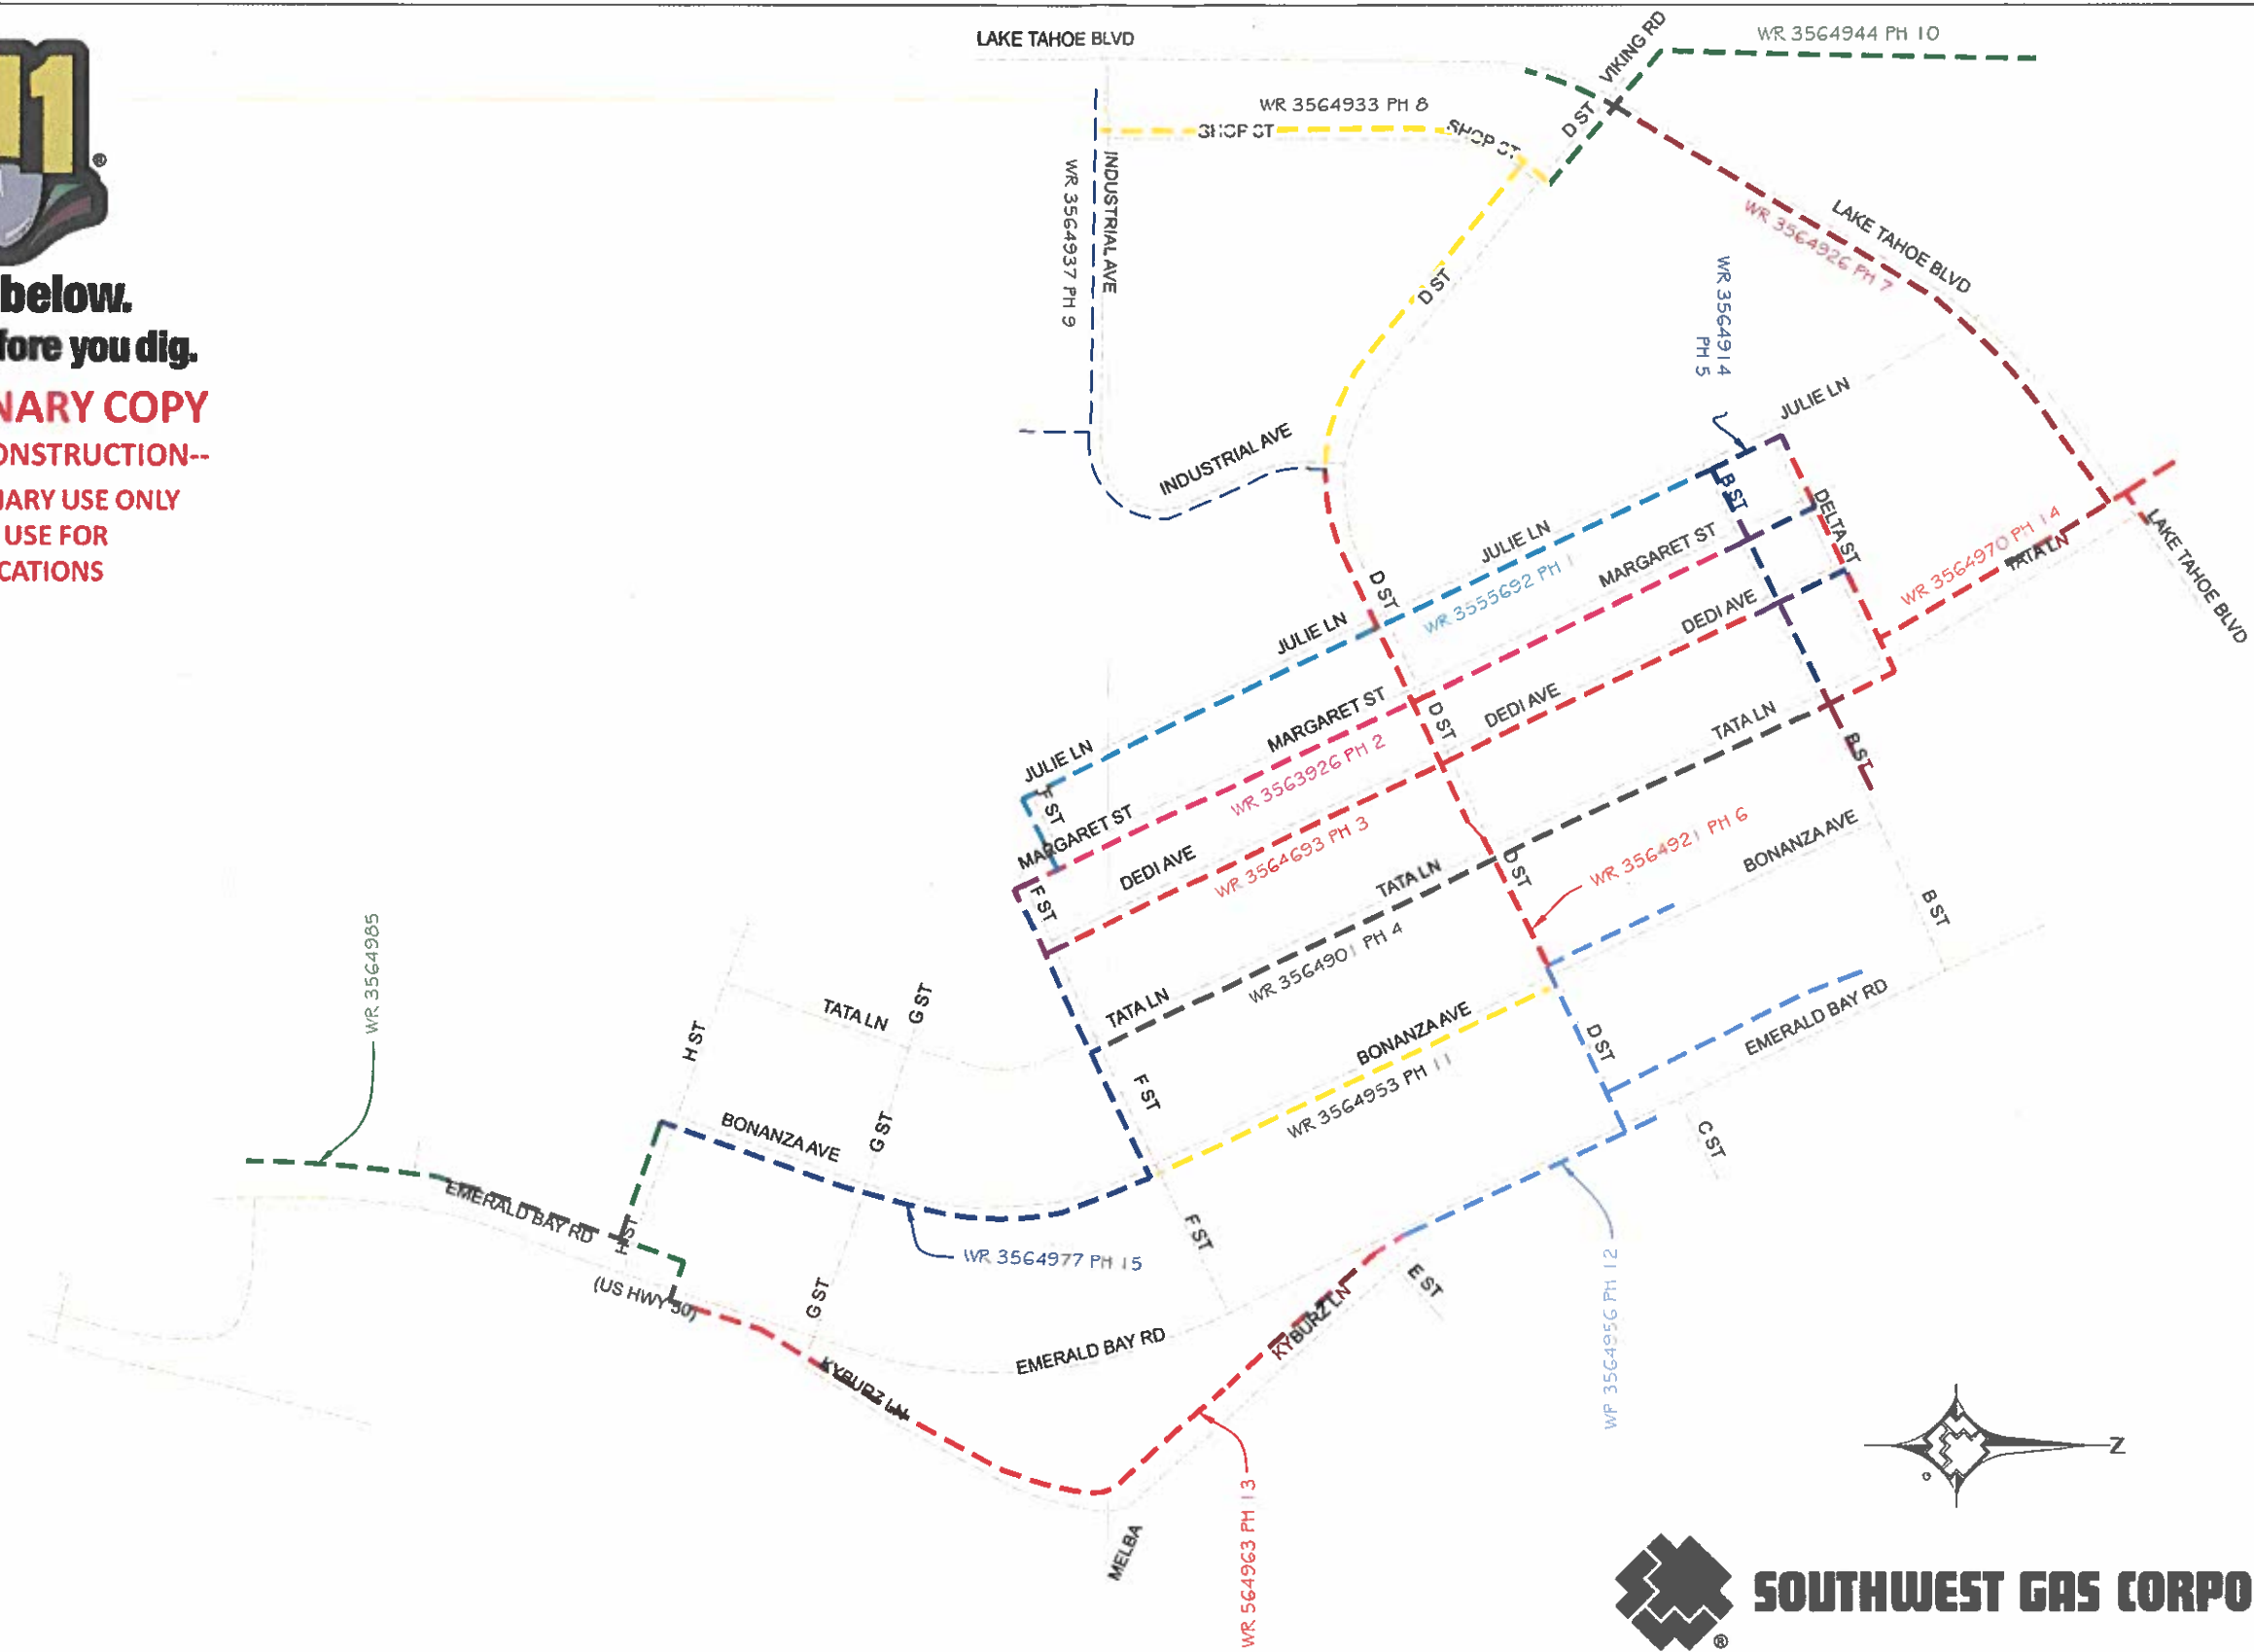 11
®
below.
fore you dig.
NARY COPY
ONSTRUCTION--
NARY USE ONLY
USE FOR
CATIONS
LAKE TAHOE BLVD
VIKING RD
WR 3564944 PH 10
WR 3564933 PH 8
SHOP ST
SHOP ST
D ST
INDUSTRIAL AVE
WR 3564937 PH 9
LAKE TAHOE BLVD
WR 3564926 PH 7
D ST
WR 3564914
PH 5
JULIE LN
INDUSTRIAL AVE
B ST
DELTA ST
JULIE LN
MARGARET ST
WR 3555692 PH 1
WR 3564970 PH 14
TATA LN
LAKE TAHOE BLVD
D ST
JULIE LN
DEDI AVE
MARGARET ST
D ST
DEDI AVE
TATA LN
B ST
JULIE LN
WR 3563926 PH 2
F ST
MARGARET ST
DEDI AVE
WR 3564693 PH 3
TATA LN
D ST
WR 3564921 PH 6
BONANZA AVE
F ST
B ST
WR 3564901 PH 4
WR 3564985
TATA LN
TATA LN
G ST
H ST
BONANZA AVE
D ST
EMERALD BAY RD
WR 3564953 PH 11
F ST
BONANZA AVE
G ST
C ST
EMERALD BAY RD
H ST
F ST
WR 3564977 PH 15
(US HWY 50)
G ST
E ST
WR 3564956 PH 12
KYBURZ LN
EMERALD BAY RD
KYBURZ LN
WR 564963 PH 13
MELBA
Z
SOUTHWEST GAS CORPO
®